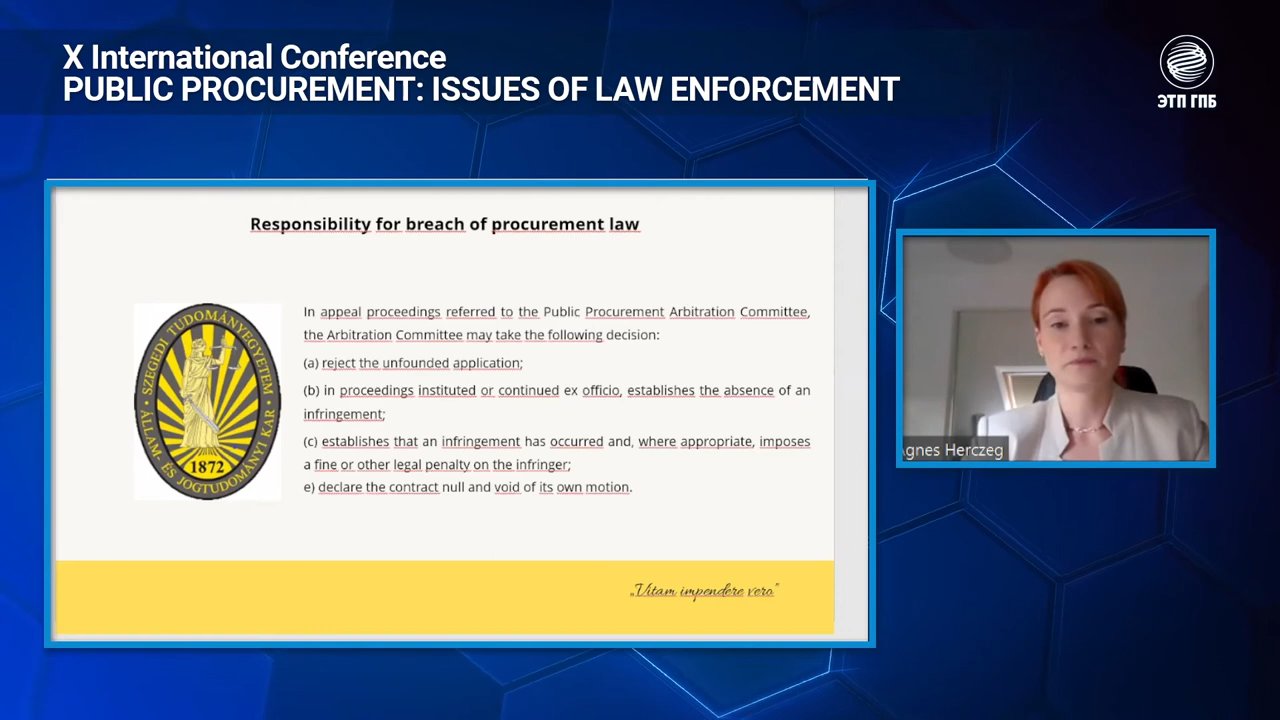 X International Conference
PUBLIC PROCUREMENT: ISSUES OF LAW ENFORCEMENT
ЭТП ГПБ
Responsibility for breach of procurement law
In appeal proceedings referred to the Public Procurement Arbitration Committee,
the Arbitration Committee may take the following decision:
(a) reject the unfounded application;
(b) in proceedings instituted or continued ex officio, establishes the absence of an
infringement;
(c) establishes that an infringement has occurred and, where appropriate, imposes
a fine or other legal penalty on the infringer;
e) declare the contract null and void of its own motion.
SZEGEDI TUDOMÁNYEGYETEM
ÁLLAM- ÉS JOGTUDOMÁNYI KAR
1872
„Vitam impendere vero”
Agnes Herczeg